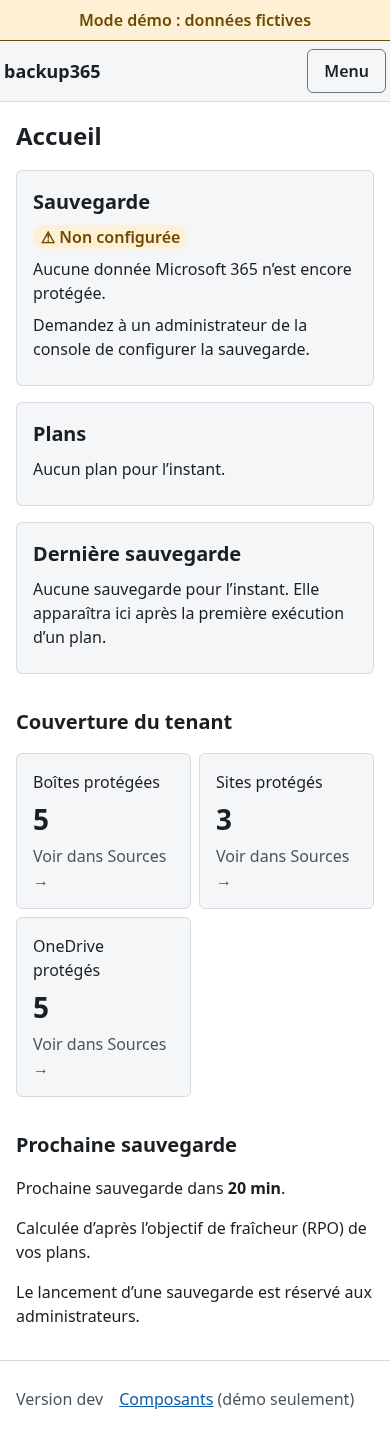 Mode démo : données fictives
backup365
Menu
Accueil
Sauvegarde
⚠ Non configurée
Aucune donnée Microsoft 365 n’est encore
protégée.
Demandez à un administrateur de la
console de configurer la sauvegarde.
Plans
Aucun plan pour l’instant.
Dernière sauvegarde
Aucune sauvegarde pour l’instant. Elle
apparaîtra ici après la première exécution
d’un plan.
Couverture du tenant
Boîtes protégées
5
Voir dans Sources
→
Sites protégés
3
Voir dans Sources
→
OneDrive
protégés
5
Voir dans Sources
→
Prochaine sauvegarde
Prochaine sauvegarde dans 20 min.
Calculée d’après l’objectif de fraîcheur (RPO) de
vos plans.
Le lancement d’une sauvegarde est réservé aux
administrateurs.
Version dev Composants (démo seulement)